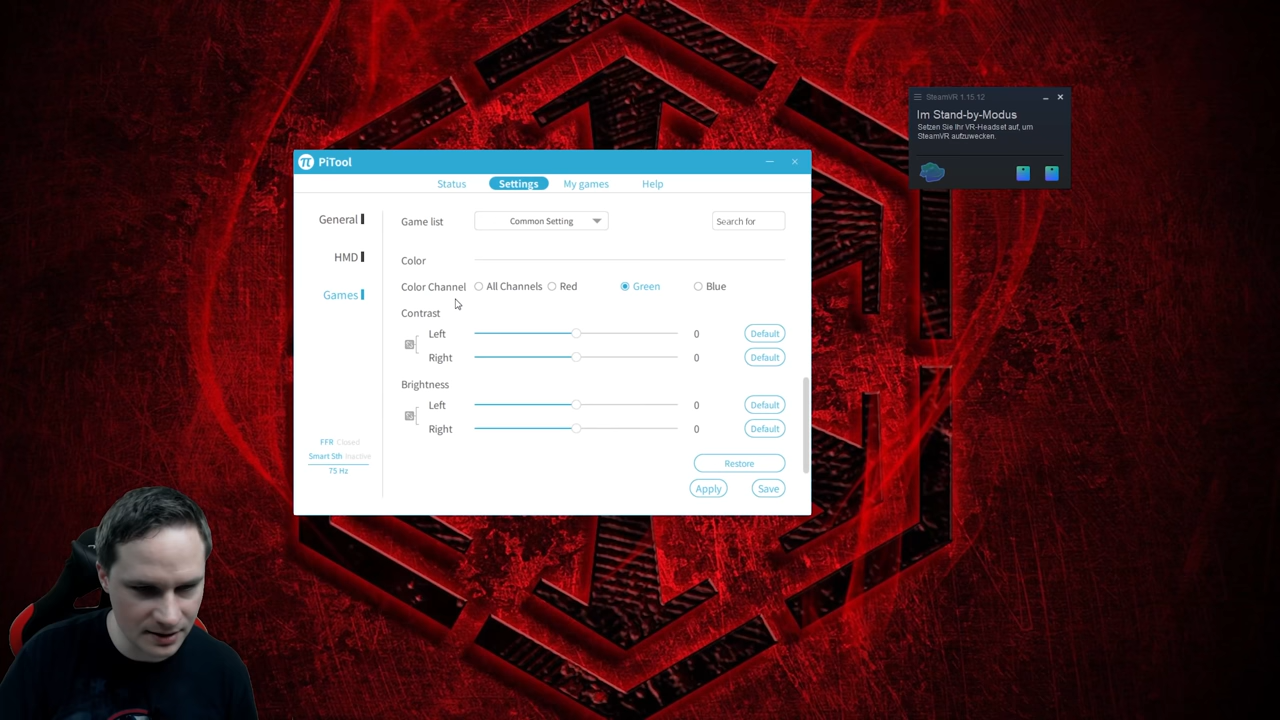 SteamVR 1.15.12
Im Stand-by-Modus
Setzen Sie Ihr VR-Headset auf, um
SteamVR aufzuwecken.
PiTool
Status
Settings
My games
Help
General
HMD
Games
Game list
Common Setting
Search for
Color
Color Channel
All Channels
Red
Green
Blue
Contrast
Left
0
Default
Right
0
Default
Brightness
Left
0
Default
Right
0
Default
Restore
Apply
Save
FFR Closed
Smart Sth Inactive
75 Hz